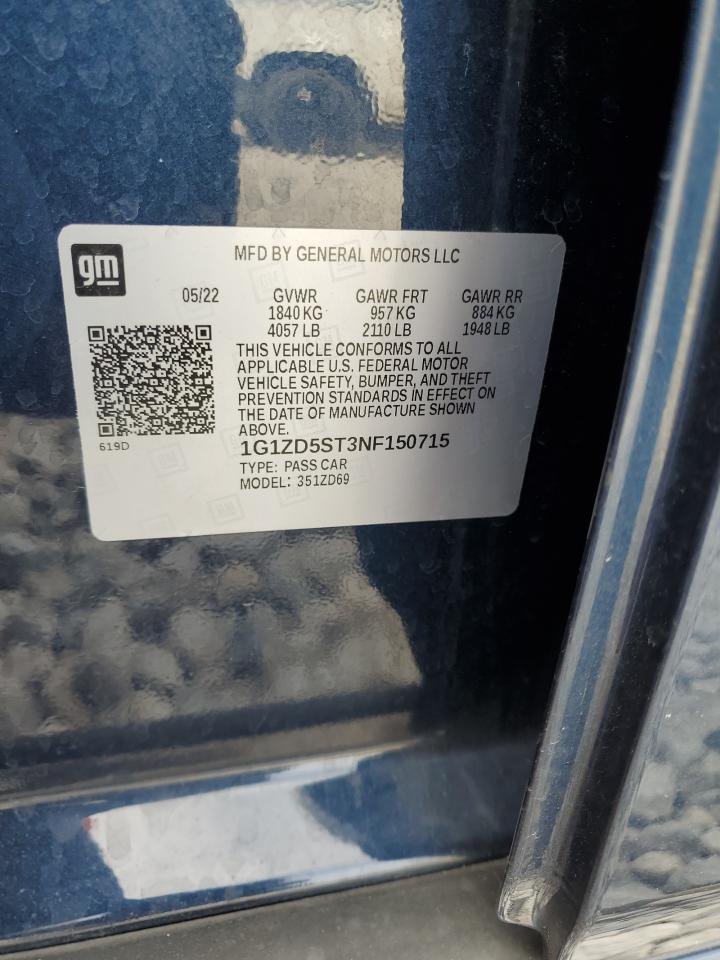 gm
MFD BY GENERAL MOTORS LLC
05/22 GVWR GAWR FRT GAWR RR
1840 KG 957 KG 884 KG
4057 LB 2110 LB 1948 LB
THIS VEHICLE CONFORMS TO ALL
APPLICABLE U.S. FEDERAL MOTOR
VEHICLE SAFETY, BUMPER, AND THEFT
PREVENTION STANDARDS IN EFFECT ON
THE DATE OF MANUFACTURE SHOWN
ABOVE.
619D
1G1ZD5ST3NF150715
TYPE: PASS CAR
MODEL: 351ZD69